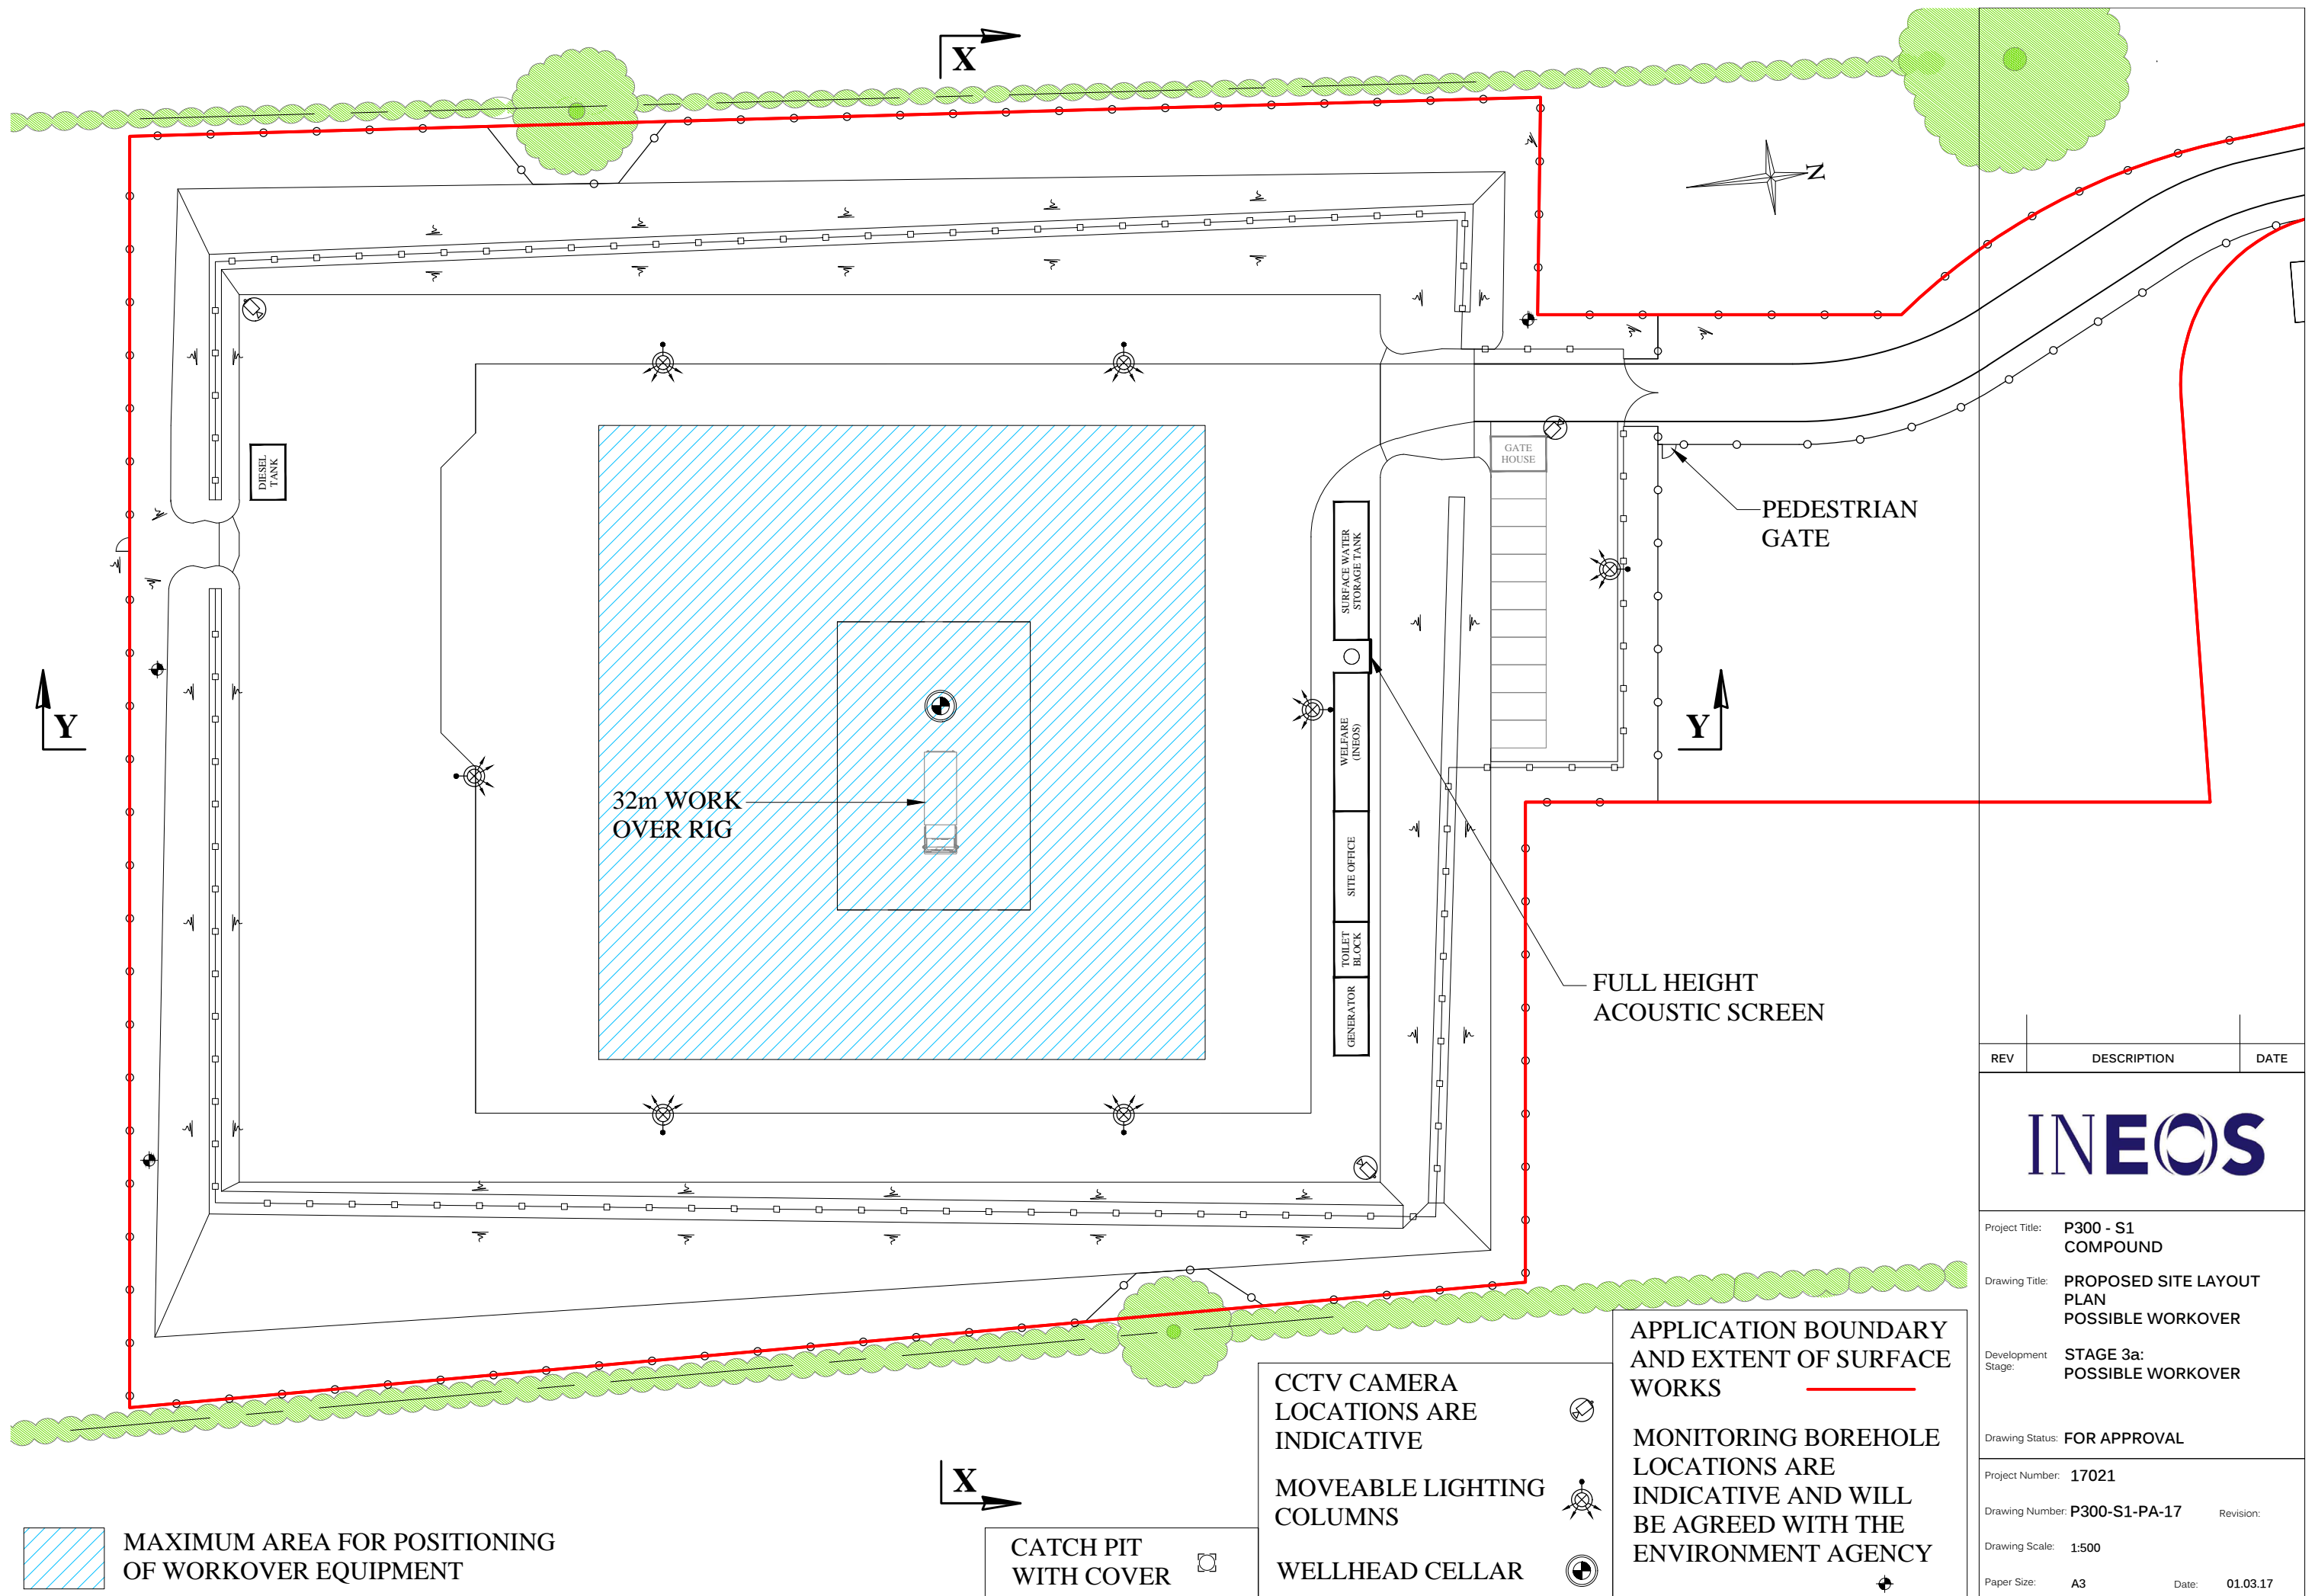 X
N
DIESEL
TANK
GATE
HOUSE
PEDESTRIAN
GATE
SURFACE WATER
STORAGE TANK
Y
Y
WELFARE
(INEOS)
32m WORK
OVER RIG
SITE OFFICE
TOILET
BLOCK
GENERATOR
FULL HEIGHT
ACOUSTIC SCREEN
X
MAXIMUM AREA FOR POSITIONING
OF WORKOVER EQUIPMENT
CATCH PIT
WITH COVER
CCTV CAMERA
LOCATIONS ARE
INDICATIVE
MOVEABLE LIGHTING
COLUMNS
WELLHEAD CELLAR
APPLICATION BOUNDARY
AND EXTENT OF SURFACE
WORKS
MONITORING BOREHOLE
LOCATIONS ARE
INDICATIVE AND WILL
BE AGREED WITH THE
ENVIRONMENT AGENCY
REV DESCRIPTION DATE
INEOS
Project Title: P300 - S1
COMPOUND
Drawing Title: PROPOSED SITE LAYOUT
PLAN
POSSIBLE WORKOVER
Development
Stage: STAGE 3a:
POSSIBLE WORKOVER
Drawing Status: FOR APPROVAL
Project Number: 17021
Drawing Number: P300-S1-PA-17 Revision:
Drawing Scale: 1:500
Paper Size: A3 Date: 01.03.17